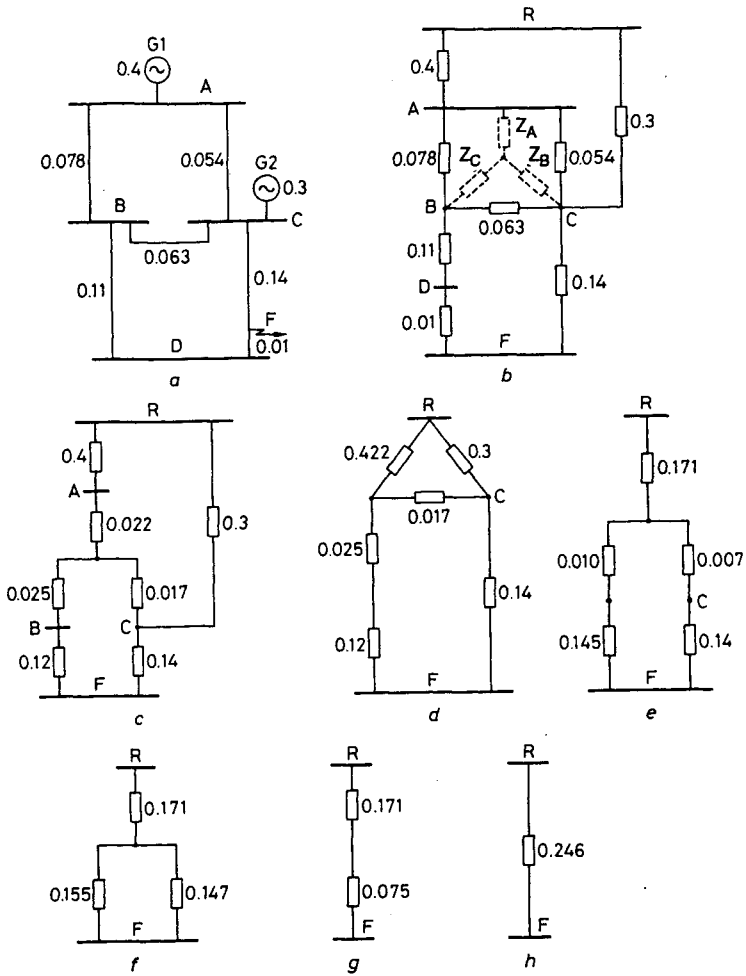 G1
0.4
A
0.078
0.054
G2
0.3
B
C
0.063
0.11
0.14
F
0.01
D
a
R
0.4
A
Z_A
0.3
0.078
Z_C
Z_B
0.054
B
C
0.063
0.11
D
0.14
0.01
F
b
R
0.4
A
0.022
0.3
0.025
0.017
B
C
0.12
0.14
F
c
R
0.422
0.3
C
0.017
0.025
0.14
0.12
F
d
R
0.171
0.010
0.007
C
0.145
0.14
F
e
R
0.171
0.155
0.147
F
f
R
0.171
0.075
F
g
R
0.246
F
h